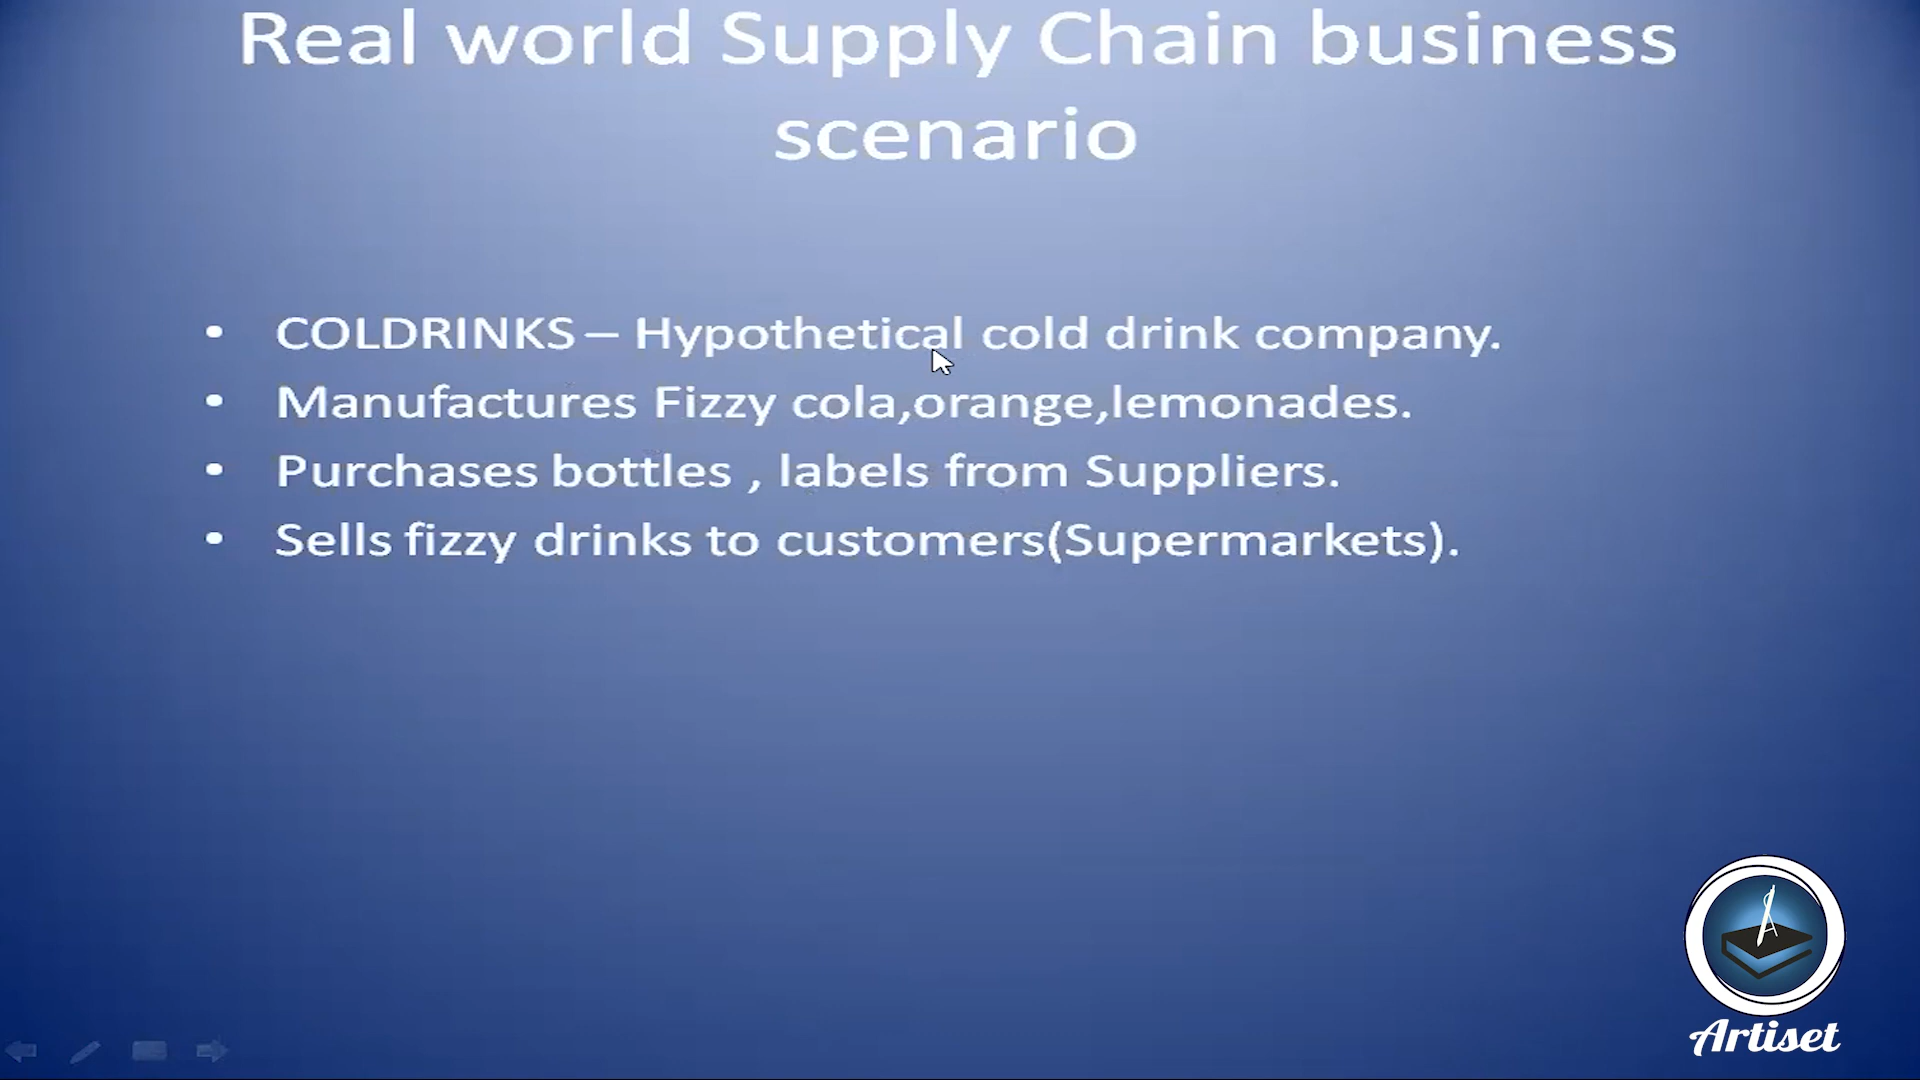 Real world Supply Chain business
scenario
• COLDRINKS – Hypothetical cold drink company.
• Manufactures Fizzy cola,orange,lemonades.
• Purchases bottles , labels from Suppliers.
• Sells fizzy drinks to customers(Supermarkets).
Artiset